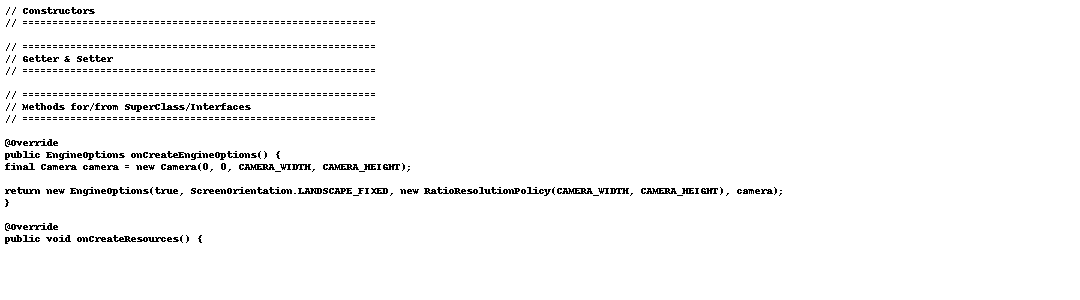 // Constructors
// ===========================================================

// ===========================================================
// Getter & Setter
// ===========================================================

// ===========================================================
// Methods for/from SuperClass/Interfaces
// ===========================================================

@Override
public EngineOptions onCreateEngineOptions() {
final Camera camera = new Camera(0, 0, CAMERA_WIDTH, CAMERA_HEIGHT);

return new EngineOptions(true, ScreenOrientation.LANDSCAPE_FIXED, new RatioResolutionPolicy(CAMERA_WIDTH, CAMERA_HEIGHT), camera);
}

@Override
public void onCreateResources() {